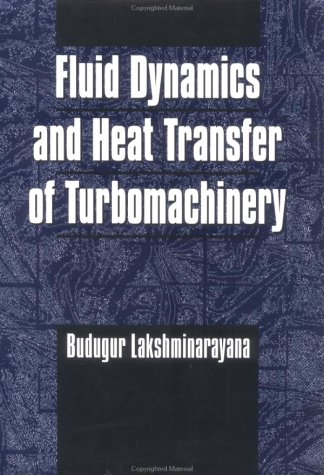 Fluid Dynamics
and Heat Transfer
of Turbomachinery
Budugur Lakshminarayana